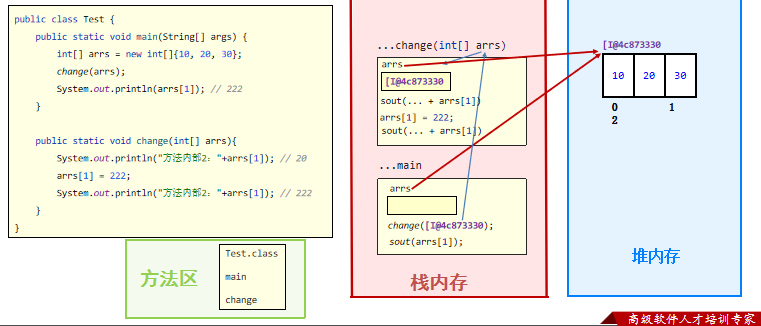 public class Test {
public static void main(String[] args) {
int[] arrs = new int[]{10, 20, 30};
change(arrs);
System.out.println(arrs[1]); // 222
}
public static void change(int[] arrs){
System.out.println("方法内部2："+arrs[1]); // 20
arrs[1] = 222;
System.out.println("方法内部2："+arrs[1]); // 222
}
}
方法区
Test.class
main
change
...change(int[] arrs)
arrs
[I@4c873330
sout(... + arrs[1])
arrs[1] = 222;
sout(... + arrs[1])
...main
arrs
change([I@4c873330);
sout(arrs[1]);
栈内存
[I@4c873330
10 20 30
0 1
2
堆内存
高级软件人才培训专家